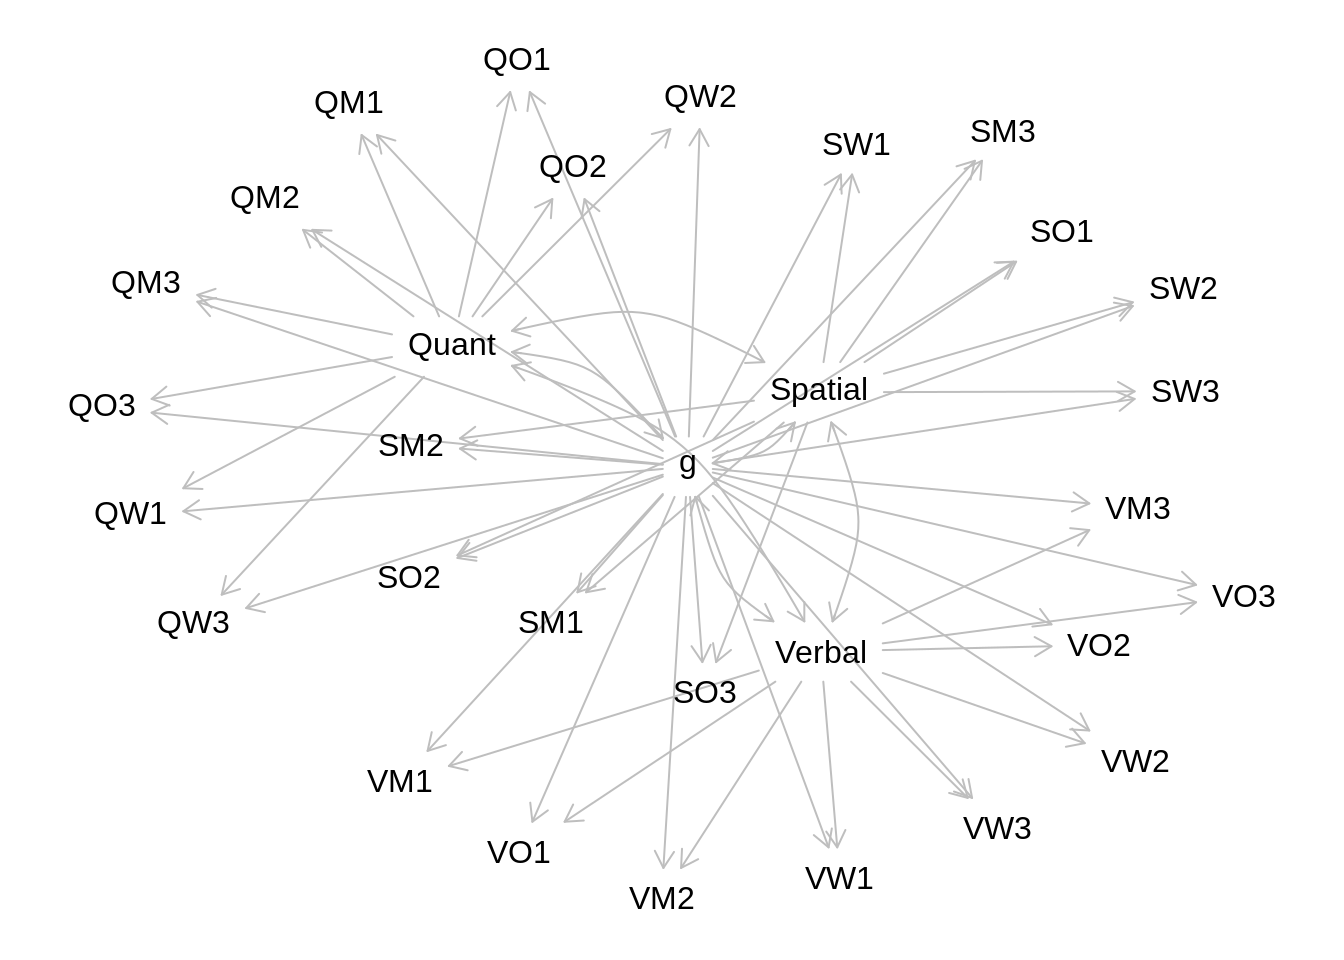 QO1
QW2
QM1
SM3
SW1
QO2
QM2
SO1
QM3
SW2
Quant
Spatial
SW3
QO3
SM2
g
VM3
QW1
SO2
VO3
QW3
SM1
VO2
Verbal
SO3
VW2
VM1
VW3
VO1
VW1
VM2